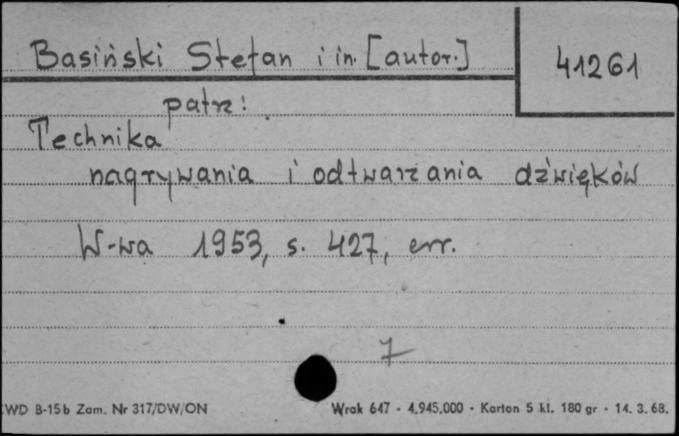 Basiński Stefan i in. [autor.]
41261
patrz:
Technika
nagrywania i odtwarzania dźwięków
W-wa 1953, s. 427, err.
7
CWD B-15b Zam. Nr 317/DW/ON
Wrak 647 - 4.945.000 - Karton 5 kl. 180 gr - 14. 3. 68.